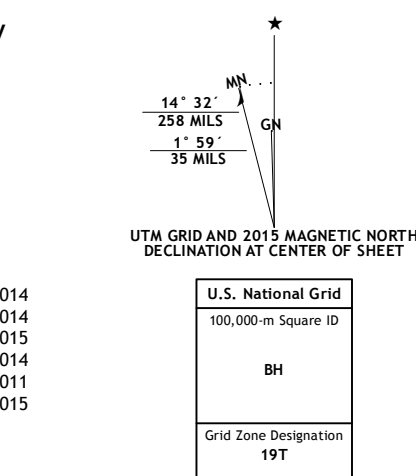 y
★
MN
GN
14° 32´
258 MILS
1° 59´
35 MILS
UTM GRID AND 2015 MAGNETIC NORTH
DECLINATION AT CENTER OF SHEET
014
014
015
014
011
015
U.S. National Grid
100,000-m Square ID
BH
Grid Zone Designation
19T